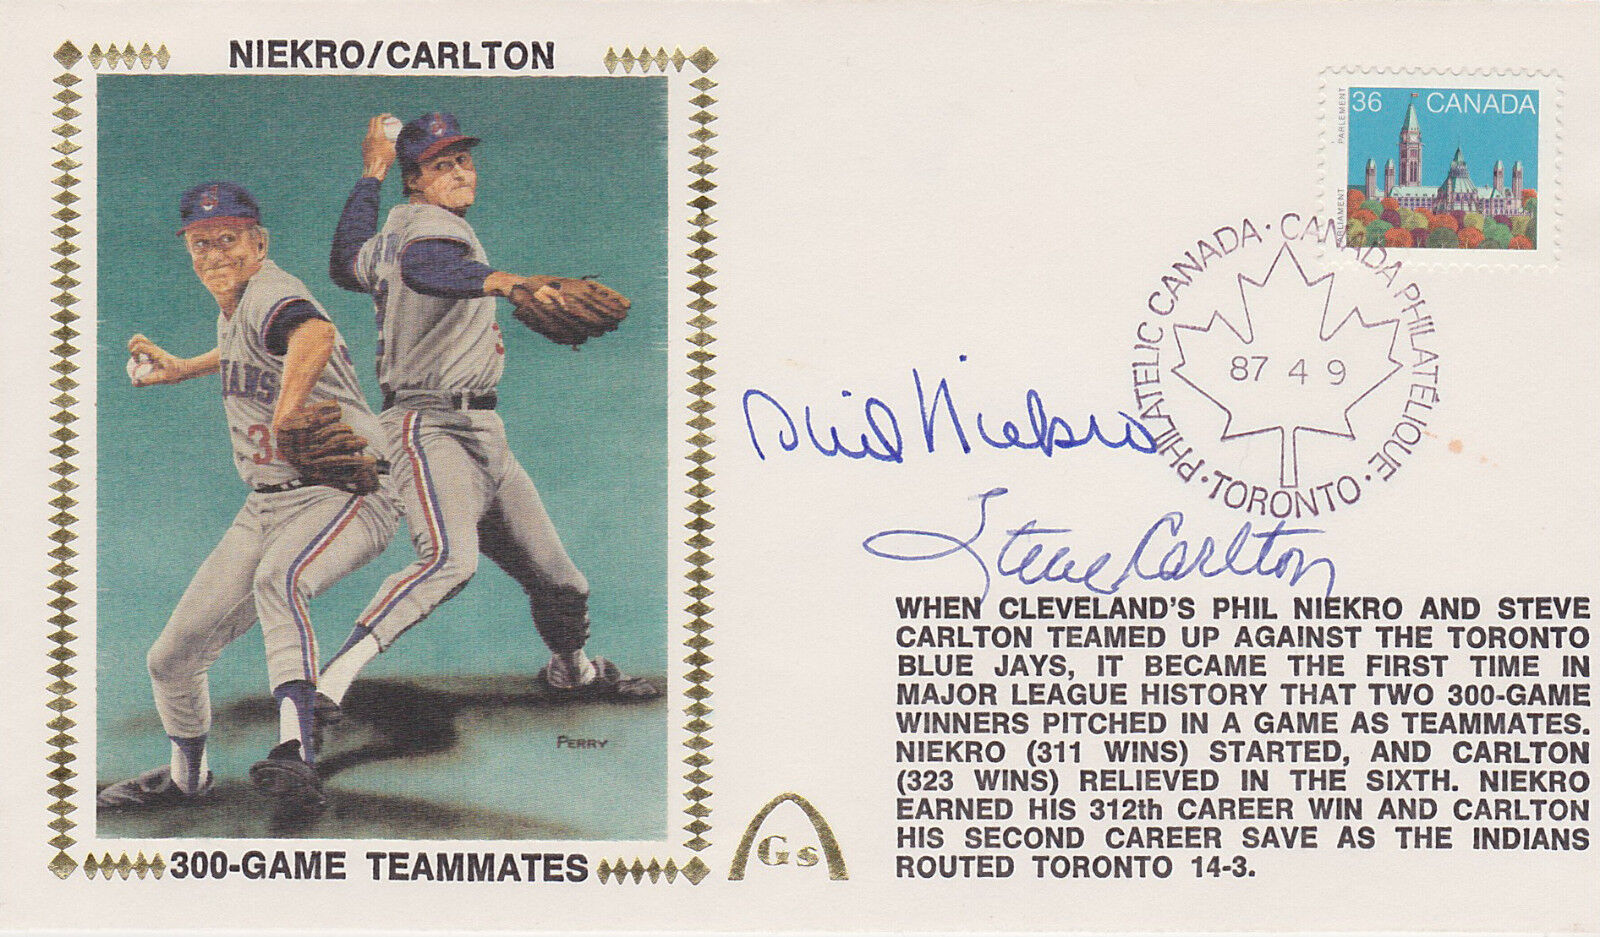 NIEKRO/CARLTON
36 CANADA
PARLIAMENT PARLEMENT
PHILATELIC CANADA · CANADA PHILATÉLIQUE · TORONTO ·
87 4 9
ANS
3
PERRY
Phil Niekro
Steve Carlton
WHEN CLEVELAND'S PHIL NIEKRO AND STEVE
CARLTON TEAMED UP AGAINST THE TORONTO
BLUE JAYS, IT BECAME THE FIRST TIME IN
MAJOR LEAGUE HISTORY THAT TWO 300-GAME
WINNERS PITCHED IN A GAME AS TEAMMATES.
NIEKRO (311 WINS) STARTED, AND CARLTON
(323 WINS) RELIEVED IN THE SIXTH. NIEKRO
EARNED HIS 312th CAREER WIN AND CARLTON
HIS SECOND CAREER SAVE AS THE INDIANS
ROUTED TORONTO 14-3.
Gs
300-GAME TEAMMATES